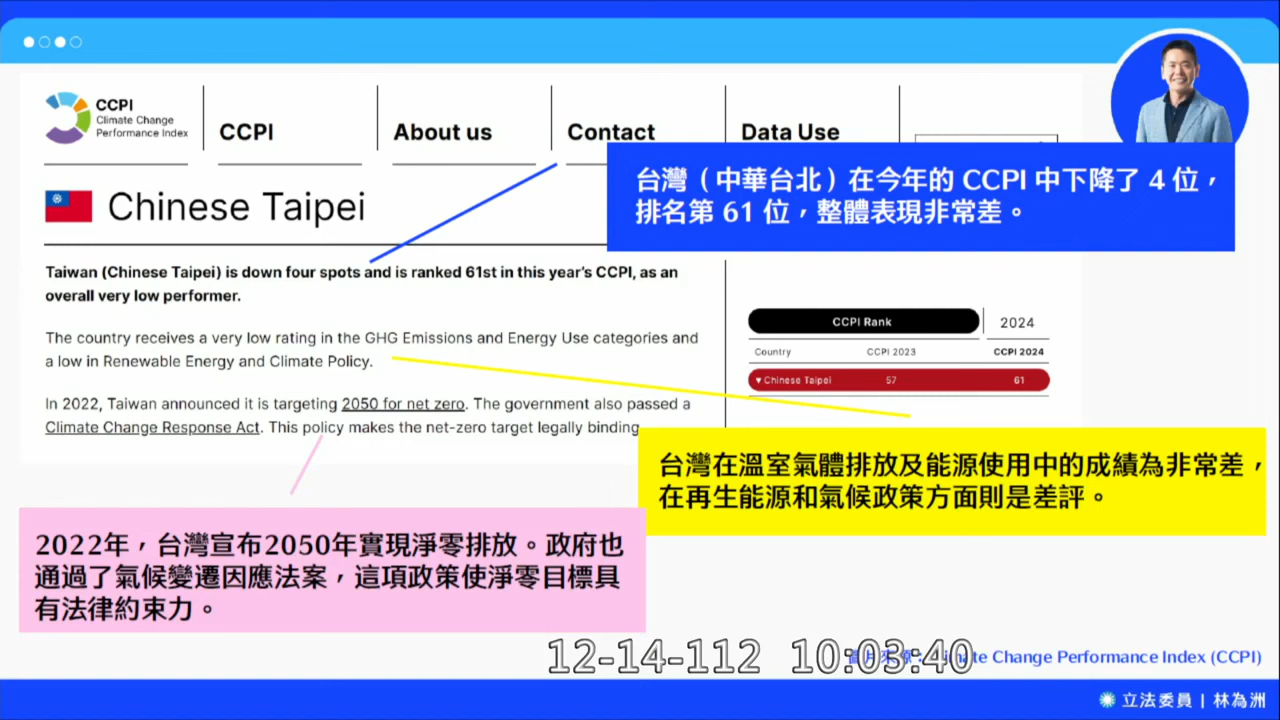 CCPI
Climate Change
Performance Index
CCPI
About us
Contact
Data Use
Chinese Taipei
台灣（中華台北）在今年的 CCPI 中下降了 4 位，
排名第 61 位，整體表現非常差。
Taiwan (Chinese Taipei) is down four spots and is ranked 61st in this year's CCPI, as an
overall very low performer.
The country receives a very low rating in the GHG Emissions and Energy Use categories and
a low in Renewable Energy and Climate Policy.
In 2022, Taiwan announced it is targeting 2050 for net zero. The government also passed a
Climate Change Response Act. This policy makes the net-zero target legally binding
CCPI Rank
2024
Country
CCPI 2023
CCPI 2024
▼ Chinese Taipei
57
61
台灣在溫室氣體排放及能源使用中的成績為非常差，
在再生能源和氣候政策方面則是差評。
2022年，台灣宣布2050年實現淨零排放。政府也
通過了氣候變遷因應法案，這項政策使淨零目標具
有法律約束力。
12-14-112 10:03:40
Change Performance Index (CCPI)
立法委員 | 林為洲